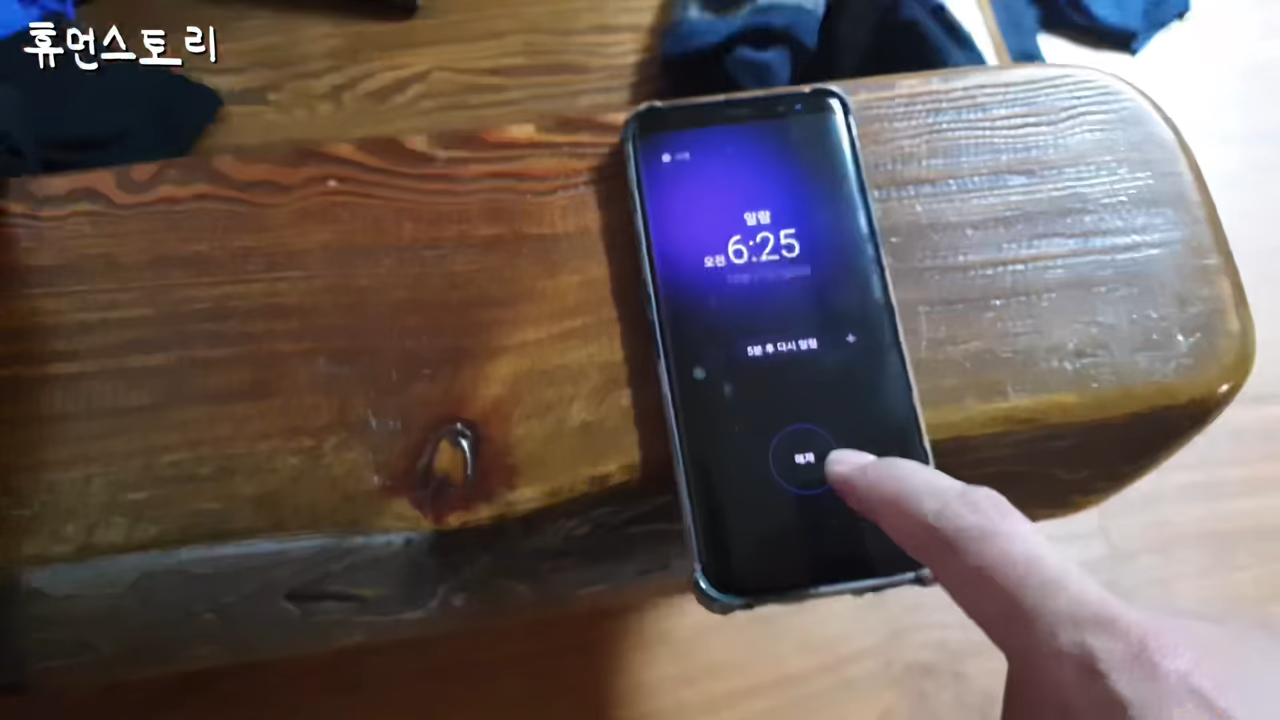 휴먼스토리
알람
오전 6:25
5분 후 다시 알람 +
해제